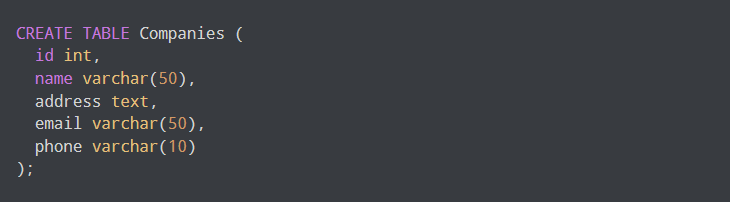 CREATE TABLE Companies (
  id int,
  name varchar(50),
  address text,
  email varchar(50),
  phone varchar(10)
);